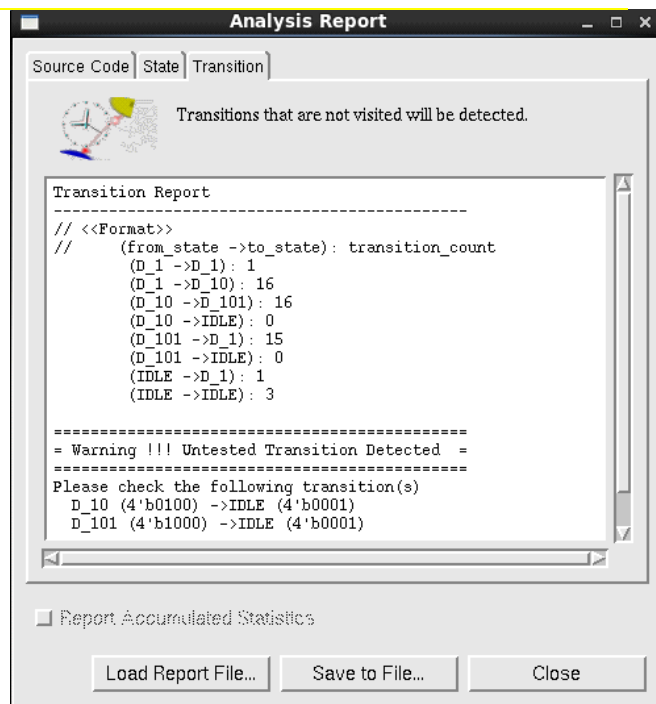 Analysis Report
Source Code State Transition
Transitions that are not visited will be detected.
Transition Report
---------------------------------------------
// <<Format>>
// (from_state ->to_state): transition_count
(D_1 ->D_1): 1
(D_1 ->D_10): 16
(D_10 ->D_101): 16
(D_10 ->IDLE): 0
(D_101 ->D_1): 15
(D_101 ->IDLE): 0
(IDLE ->D_1): 1
(IDLE ->IDLE): 3
=============================================
= Warning !!! Untested Transition Detected =
=============================================
Please check the following transition(s)
D_10 (4'b0100) ->IDLE (4'b0001)
D_101 (4'b1000) ->IDLE (4'b0001)
Report Accumulated Statistics
Load Report File... Save to File... Close